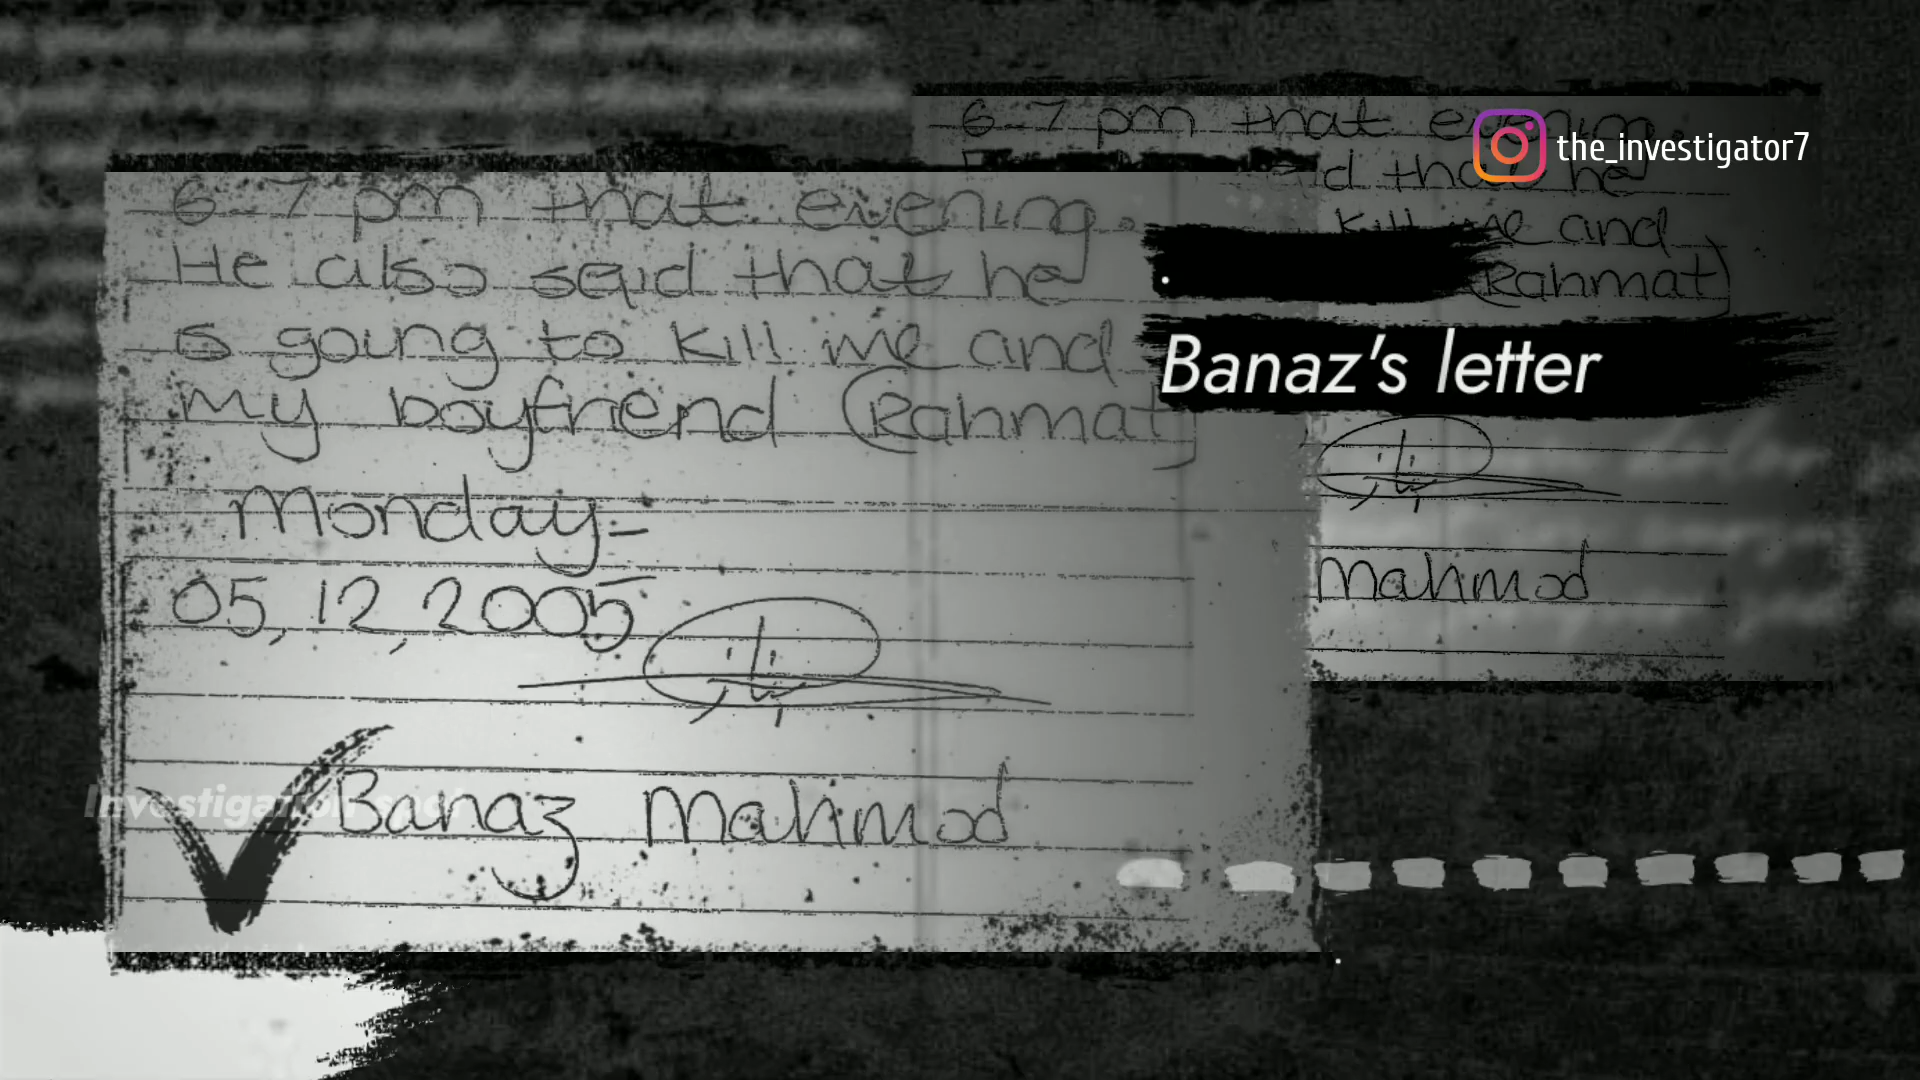 6-7 pm that evening.
He also said that he
is going to kill me and
my boyfriend (Rahmat)
Monday=
05,12,2005
Banaz Mahmod
6-7 pm that evening.
d that he
kill me and
(Rahmat)
Mahmod
the_investigator7
Banaz's letter